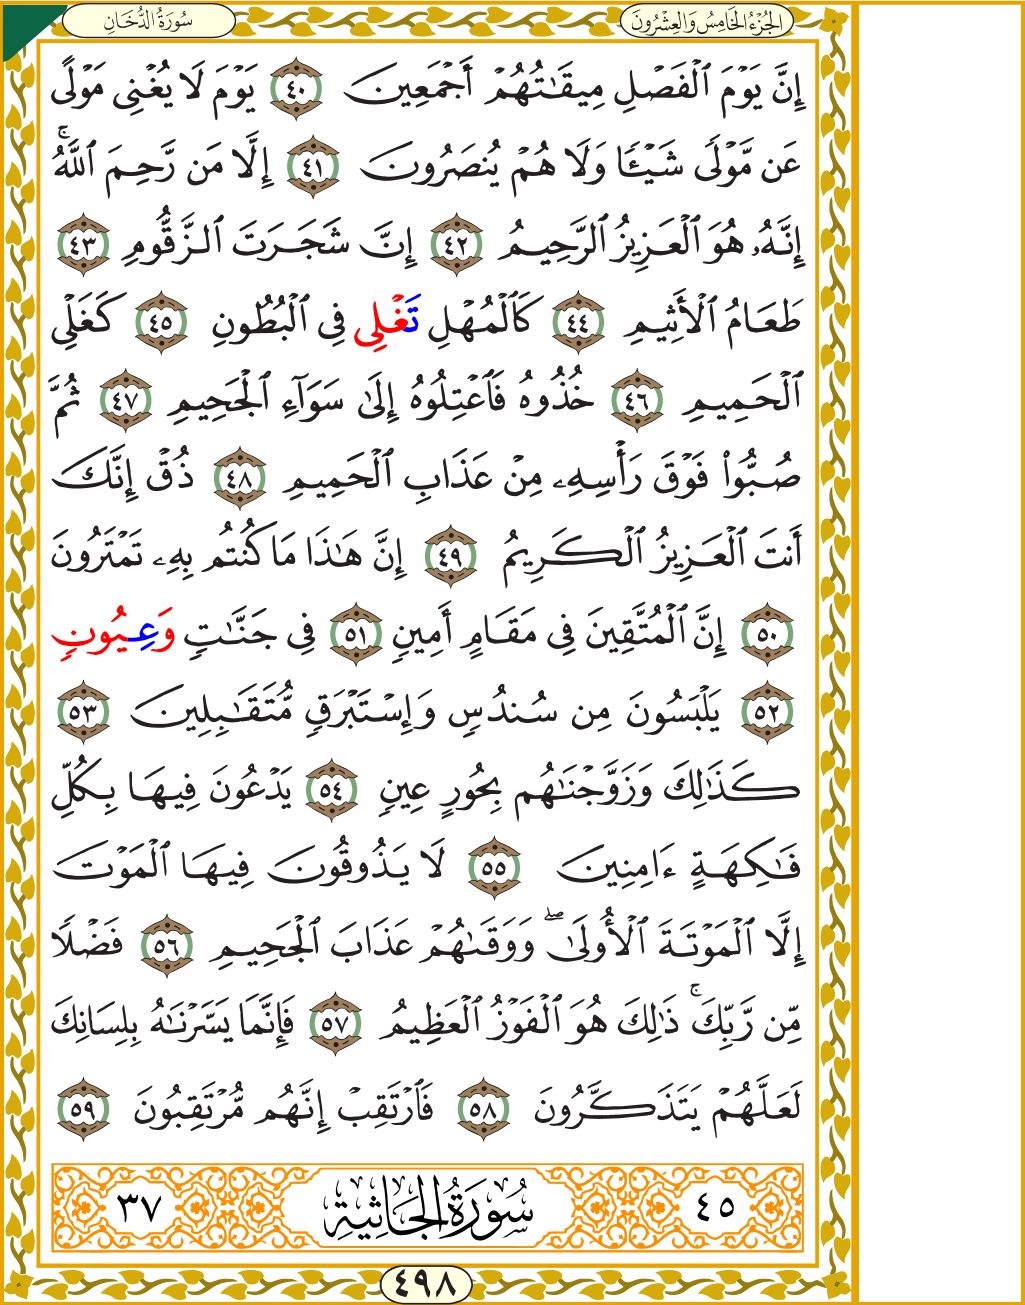 الجُزْءُ الخَامِسُ وَالعِشْرُونَ
سُورَةُ الدُّخَانِ
إِنَّ يَوْمَ ٱلْفَصْلِ مِيقَٰتُهُمُۥٓ أَجْمَعِينَ ٤٠ يَوْمَ لَا يُغْنِى مَوْلًى
عَن مَّوْلًى شَيْـًٔا وَلَا هُمْ يُنصَرُونَ ٤١ إِلَّا مَن رَّحِمَ ٱللَّهُ ۚ
إِنَّهُۥ هُوَ ٱلْعَزِيزُ ٱلرَّحِيمُ ٤٢ إِنَّ شَجَرَتَ ٱلزَّقُّومِ ٤٣
طَعَامُ ٱلْأَثِيمِ ٤٤ كَٱلْمُهْلِ تَغْلِى فِى ٱلْبُطُونِ ٤٥ كَغَلْىِ
ٱلْحَمِيمِ ٤٦ خُذُوهُ فَٱعْتِلُوهُ إِلَىٰ سَوَآءِ ٱلْجَحِيمِ ٤٧ ثُمَّ
صُبُّوا۟ فَوْقَ رَأْسِهِۦ مِنْ عَذَابِ ٱلْحَمِيمِ ٤٨ ذُقْ إِنَّكَ
أَنتَ ٱلْعَزِيزُ ٱلْكَرِيمُ ٤٩ إِنَّ هَٰذَا مَا كُنتُم بِهِۦ تَمْتَرُونَ
٥٠ إِنَّ ٱلْمُتَّقِينَ فِى مَقَامٍ أَمِينٍ ٥١ فِى جَنَّٰتٍ وَعِيُونٍ
٥٢ يَلْبَسُونَ مِن سُندُسٍ وَإِسْتَبْرَقٍ مُّتَقَٰبِلِينَ ٥٣
كَذَٰلِكَ وَزَوَّجْنَٰهُم بِحُورٍ عِينٍ ٥٤ يَدْعُونَ فِيهَا بِكُلِّ
فَٰكِهَةٍ ءَامِنِينَ ٥٥ لَا يَذُوقُونَ فِيهَا ٱلْمَوْتَ
إِلَّا ٱلْمَوْتَةَ ٱلْأُولَىٰ ۖ وَوَقَىٰهُمْ عَذَابَ ٱلْجَحِيمِ ٥٦ فَضْلًا
مِّن رَّبِّكَ ۚ ذَٰلِكَ هُوَ ٱلْفَوْزُ ٱلْعَظِيمُ ٥٧ فَإِنَّمَا يَسَّرْنَٰهُ بِلِسَانِكَ
لَعَلَّهُمْ يَتَذَكَّرُونَ ٥٨ فَٱرْتَقِبْ إِنَّهُم مُّرْتَقِبُونَ ٥٩
٤٥ سُورَةُ الجَاثِيَةِ ٣٧
٤٩٨